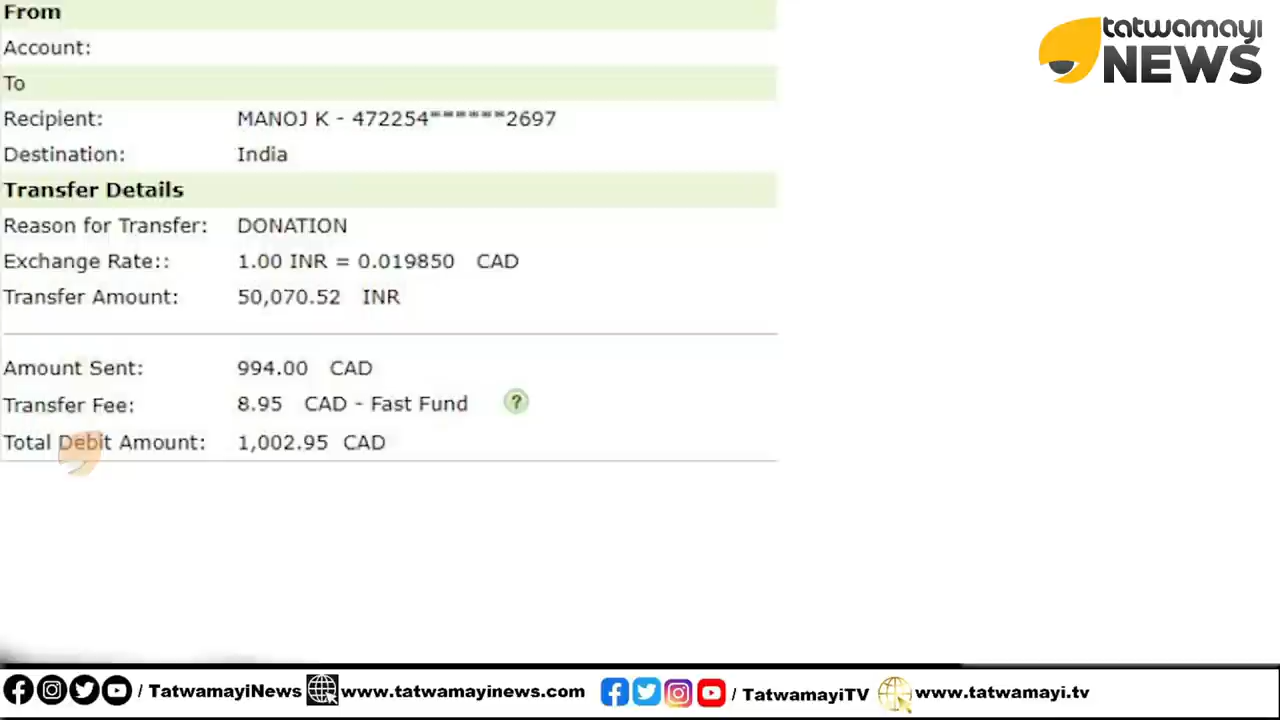 From
Account:
To
Recipient: MANOJ K - 472254******2697
Destination: India
Transfer Details
Reason for Transfer: DONATION
Exchange Rate:: 1.00 INR = 0.019850 CAD
Transfer Amount: 50,070.52 INR
Amount Sent: 994.00 CAD
Transfer Fee: 8.95 CAD - Fast Fund ?
Total Debit Amount: 1,002.95 CAD
tatwamayi
NEWS
/ TatwamayiNews www.tatwamayinews.com / TatwamayiTV www.tatwamayi.tv